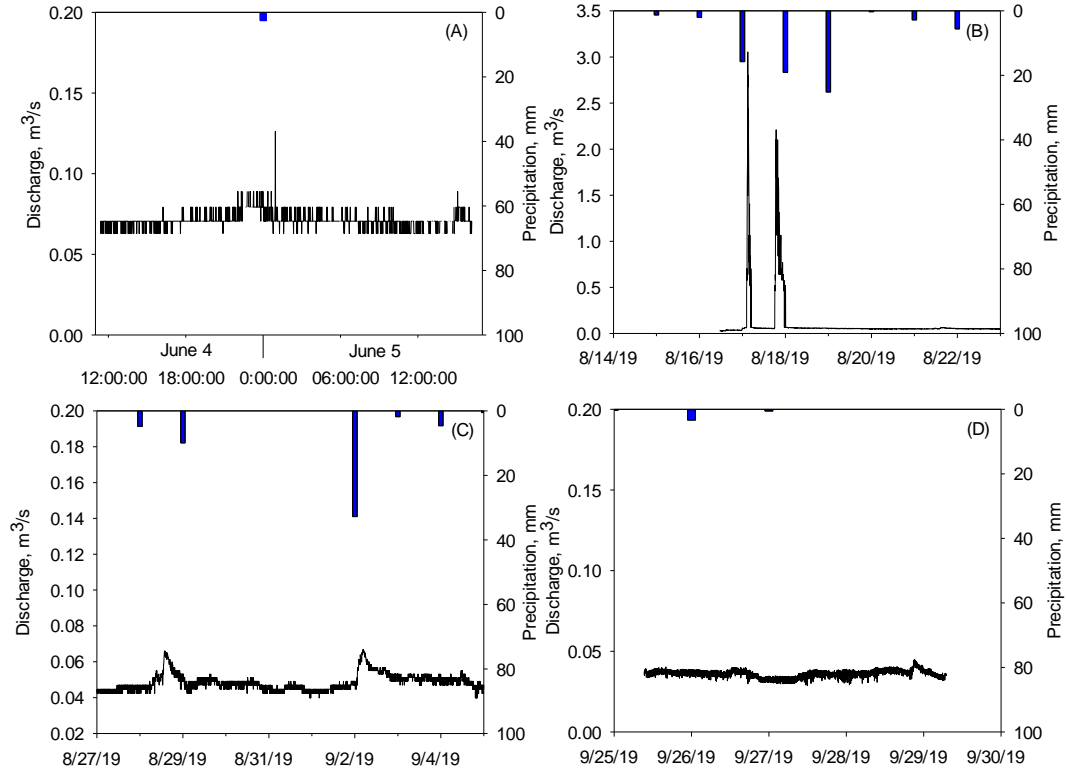 (A)
0.20
0.15
0.10
0.05
0.00
Discharge, m3/s
0
20
40
60
80
100
Precipitation, mm
June 4
June 5
12:00:00 18:00:00 0:00:00 06:00:00 12:00:00
(B)
3.5
3.0
2.5
2.0
1.5
1.0
0.5
0.0
Discharge, m3/s
0
20
40
60
80
100
Precipitation, mm
8/14/19 8/16/19 8/18/19 8/20/19 8/22/19
(C)
0.20
0.18
0.16
0.14
0.12
0.10
0.08
0.06
0.04
0.02
Discharge, m3/s
0
20
40
60
80
100
Precipitation, mm
8/27/19 8/29/19 8/31/19 9/2/19 9/4/19
(D)
0.20
0.15
0.10
0.05
0.00
Discharge, m3/s
0
20
40
60
80
100
Precipitation, mm
9/25/19 9/26/19 9/27/19 9/28/19 9/29/19 9/30/19